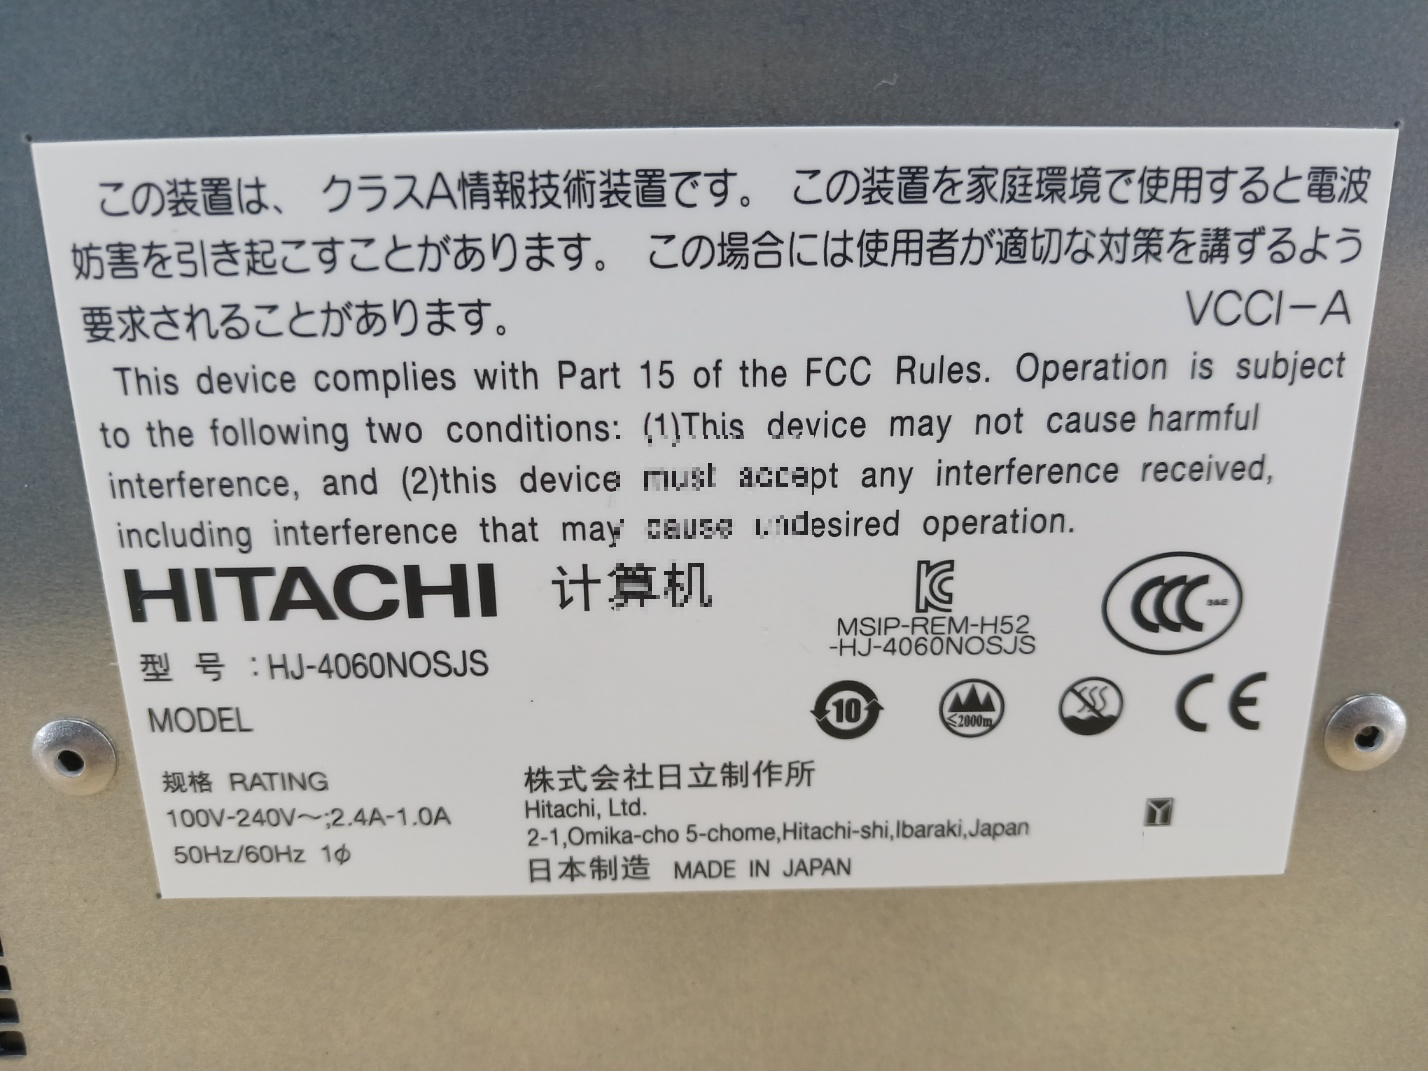 この装置は、 クラスA情報技術装置です。 この装置を家庭環境で使用すると電波
妨害を引き起こすことがあります。 この場合には使用者が適切な対策を講ずるよう
要求されることがあります。 VCCI-A
This device complies with Part 15 of the FCC Rules. Operation is subject
to the following two conditions: (1)This device may not cause harmful
interference, and (2)this device must accept any interference received,
including interference that may cause undesired operation.
HITACHI 计算机
MSIP-REM-H52
-HJ-4060NOSJS
CCC S&E
型 号 :HJ-4060NOSJS
MODEL
10
≤2000m
CE
规格 RATING
100V-240V～;2.4A-1.0A
50Hz/60Hz 1φ
株式会社日立制作所
Hitachi, Ltd.
2-1,Omika-cho 5-chome,Hitachi-shi,Ibaraki,Japan
日本制造 MADE IN JAPAN